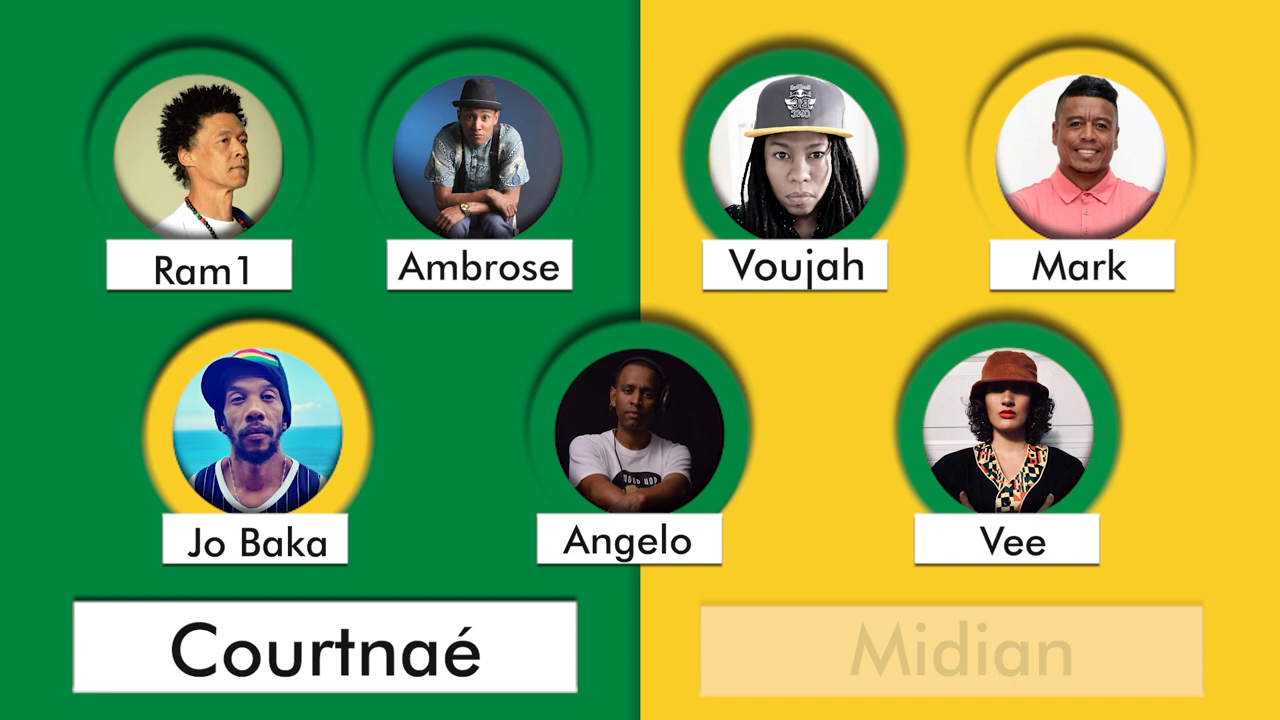 Ram1
Ambrose
Voujah
Mark
Jo Baka
Angelo
Vee
Courtnaé
Midian